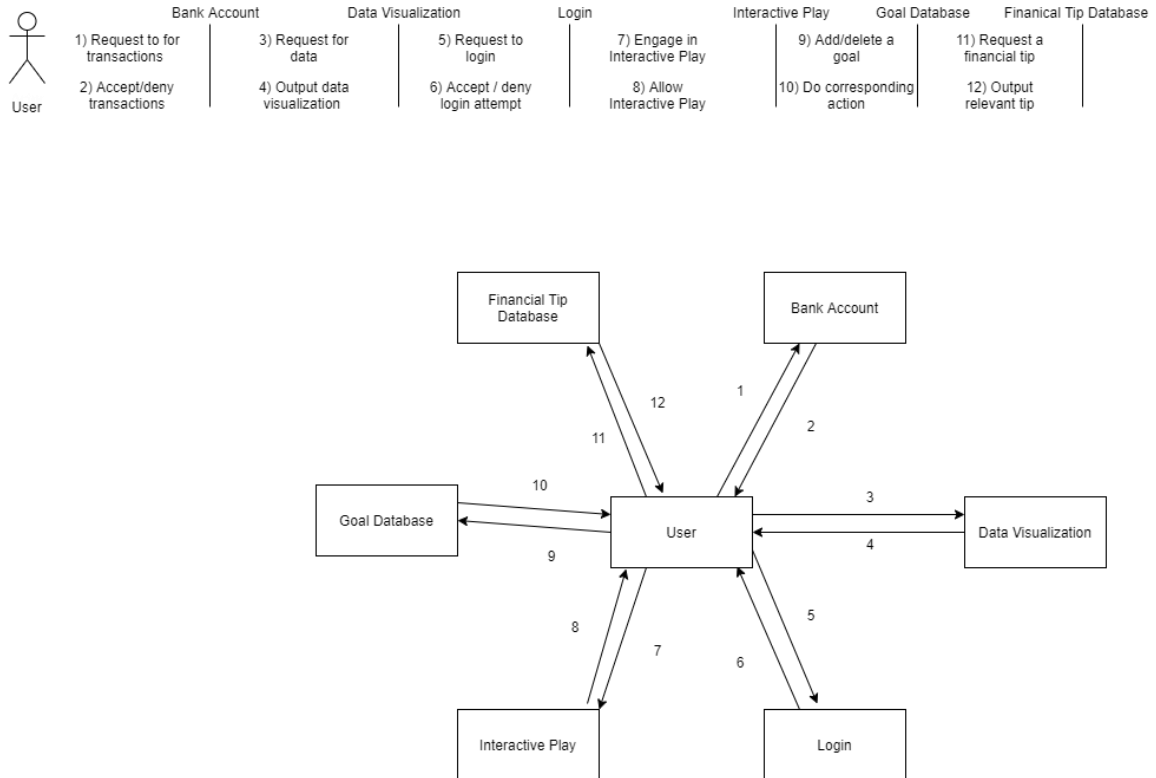 Bank Account
Data Visualization
Login
Interactive Play
Goal Database
Finanical Tip Database
User
1) Request to for
transactions
2) Accept/deny
transactions
3) Request for
data
4) Output data
visualization
5) Request to
login
6) Accept / deny
login attempt
7) Engage in
Interactive Play
8) Allow
Interactive Play
9) Add/delete a
goal
10) Do corresponding
action
11) Request a
financial tip
12) Output
relevant tip
Financial Tip
Database
Bank Account
1
12
2
11
10
3
Goal Database
User
Data Visualization
4
9
5
8
7
6
Interactive Play
Login